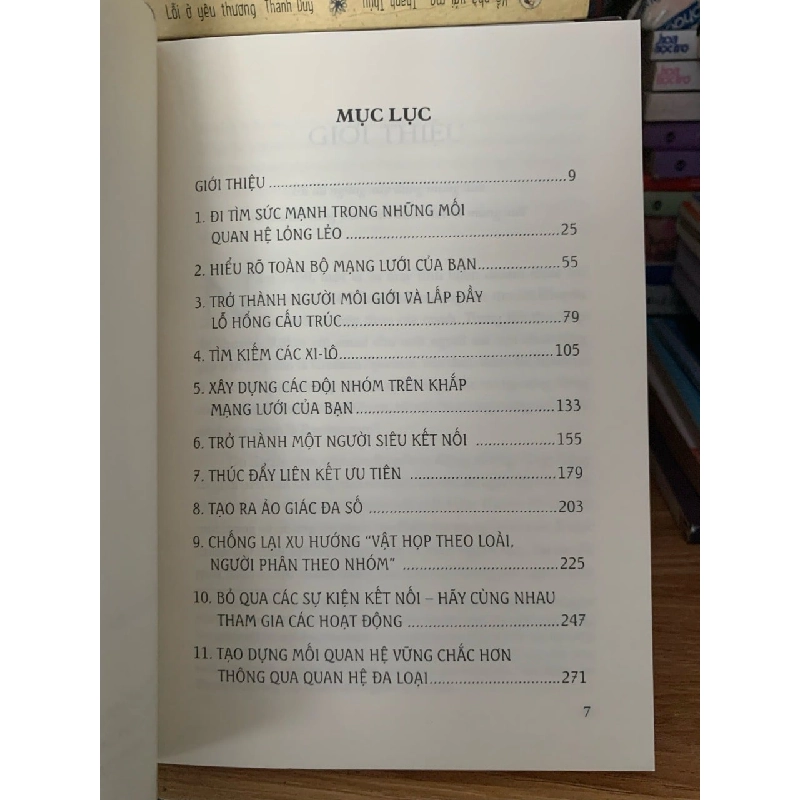 Lỗi ở yêu thương Thanh Duy
MỤC LỤC
GIỚI THIỆU
GIỚI THIỆU ........ 9
1. ĐI TÌM SỨC MẠNH TRONG NHỮNG MỐI
QUAN HỆ LỎNG LẺO ........ 25
2. HIỂU RÕ TOÀN BỘ MẠNG LƯỚI CỦA BẠN ........ 55
3. TRỞ THÀNH NGƯỜI MÔI GIỚI VÀ LẤP ĐẦY
LỖ HỔNG CẤU TRÚC ........ 79
4. TÌM KIẾM CÁC XI-LÔ ........ 105
5. XÂY DỰNG CÁC ĐỘI NHÓM TRÊN KHẮP
MẠNG LƯỚI CỦA BẠN ........ 133
6. TRỞ THÀNH MỘT NGƯỜI SIÊU KẾT NỐI ........ 155
7. THÚC ĐẨY LIÊN KẾT ƯU TIÊN ........ 179
8. TẠO RA ẢO GIÁC ĐA SỐ ........ 203
9. CHỐNG LẠI XU HƯỚNG “VẬT HỌP THEO LOÀI,
NGƯỜI PHÂN THEO NHÓM” ........ 225
10. BỎ QUA CÁC SỰ KIỆN KẾT NỐI – HÃY CÙNG NHAU
THAM GIA CÁC HOẠT ĐỘNG ........ 247
11. TẠO DỰNG MỐI QUAN HỆ VỮNG CHẮC HƠN
THÔNG QUA QUAN HỆ ĐA LOẠI ........ 271
7